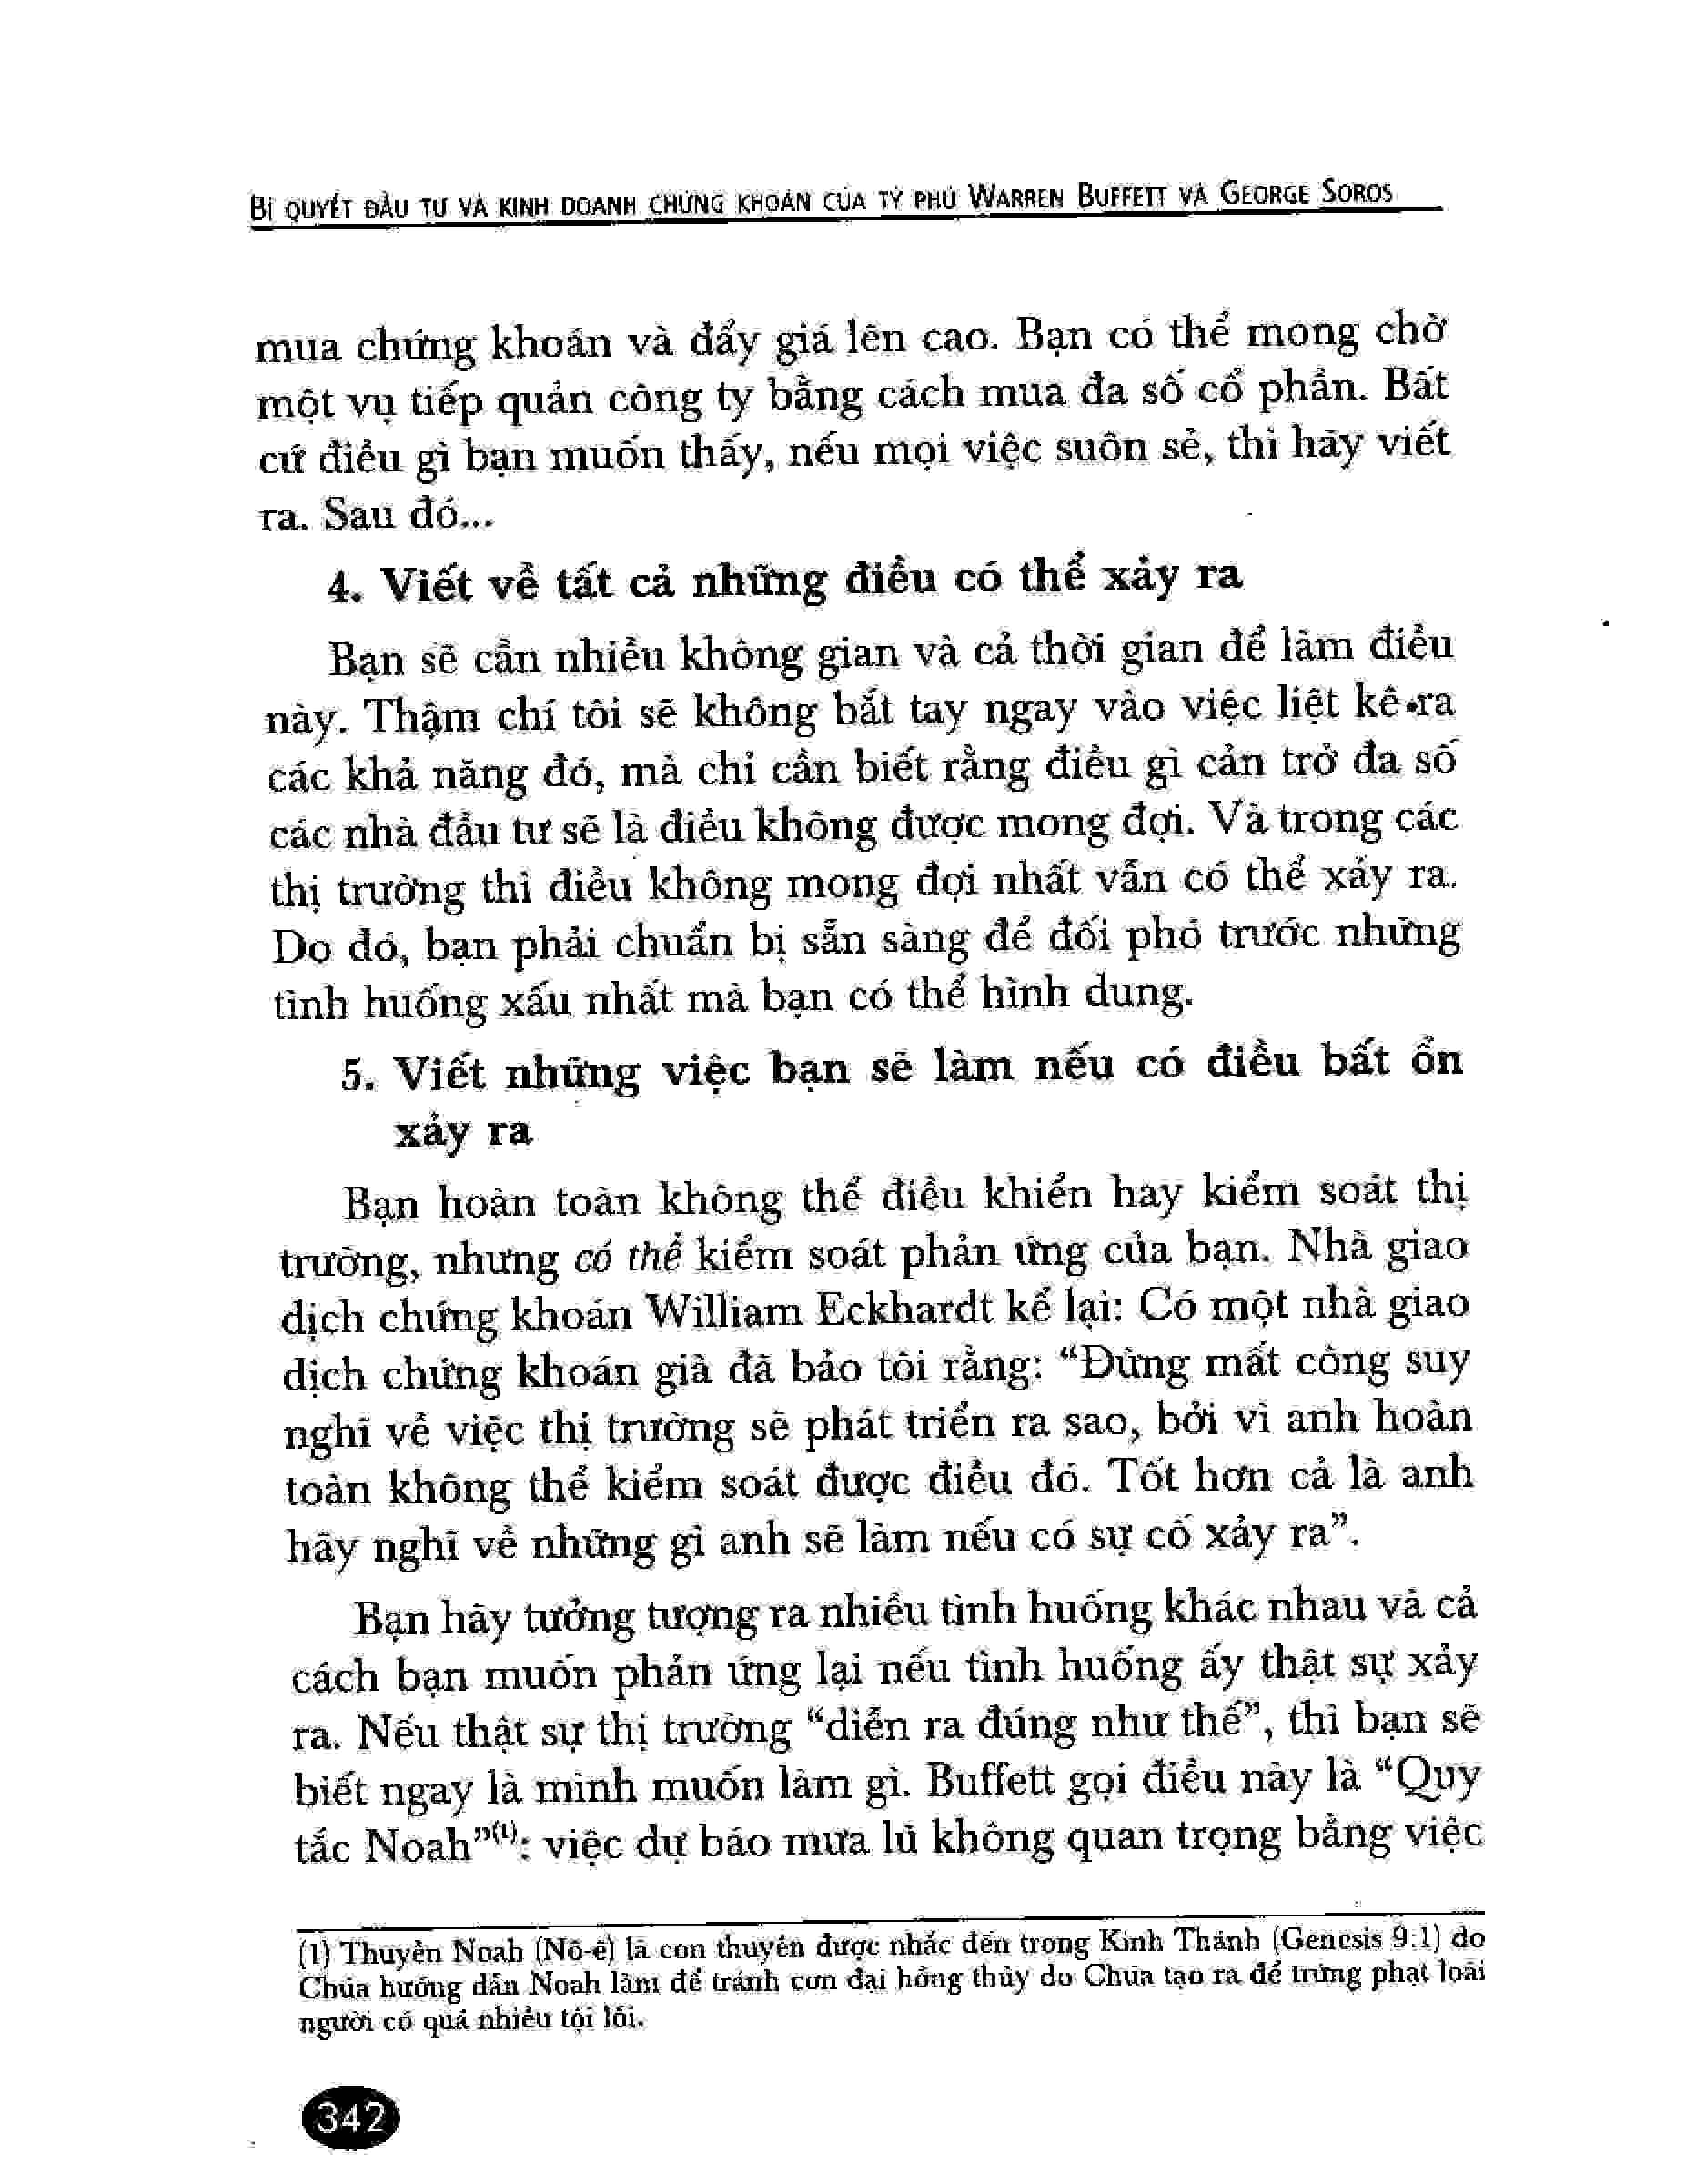 BÍ QUYẾT ĐẦU TƯ VÀ KINH DOANH CHỨNG KHOÁN CỦA TỶ PHÚ WARREN BUFFETT VÀ GEORGE SOROS
mua chứng khoán và đẩy giá lên cao. Bạn có thể mong chờ
một vụ tiếp quản công ty bằng cách mua đa số cổ phần. Bất
cứ điều gì bạn muốn thấy, nếu mọi việc suôn sẻ, thì hãy viết
ra. Sau đó...
4. Viết về tất cả những điều có thể xảy ra
Bạn sẽ cần nhiều không gian và cả thời gian để làm điều
này. Thậm chí tôi sẽ không bắt tay ngay vào việc liệt kê ra
các khả năng đó, mà chỉ cần biết rằng điều gì cản trở đa số
các nhà đầu tư sẽ là điều không được mong đợi. Và trong các
thị trường thì điều không mong đợi nhất vẫn có thể xảy ra.
Do đó, bạn phải chuẩn bị sẵn sàng để đối phó trước những
tình huống xấu nhất mà bạn có thể hình dung.
5. Viết những việc bạn sẽ làm nếu có điều bất ổn
xảy ra
Bạn hoàn toàn không thể điều khiển hay kiểm soát thị
trường, nhưng có thể kiểm soát phản ứng của bạn. Nhà giao
dịch chứng khoán William Eckhardt kể lại: Có một nhà giao
dịch chứng khoán già đã bảo tôi rằng: “Đừng mất công suy
nghĩ về việc thị trường sẽ phát triển ra sao, bởi vì anh hoàn
toàn không thể kiểm soát được điều đó. Tốt hơn cả là anh
hãy nghĩ về những gì anh sẽ làm nếu có sự cố xảy ra”.
Bạn hãy tưởng tượng ra nhiều tình huống khác nhau và cả
cách bạn muốn phản ứng lại nếu tình huống ấy thật sự xảy
ra. Nếu thật sự thị trường “diễn ra đúng như thế”, thì bạn sẽ
biết ngay là mình muốn làm gì. Buffett gọi điều này là “Quy
tắc Noah”(1): việc dự báo mưa lũ không quan trọng bằng việc
(1) Thuyền Noah (Nô-ê) là con thuyền được nhắc đến trong Kinh Thánh (Genesis 9:1) do
Chúa hướng dẫn Noah làm để tránh cơn đại hồng thủy do Chúa tạo ra để trừng phạt loài
người có quá nhiều tội lỗi.
342